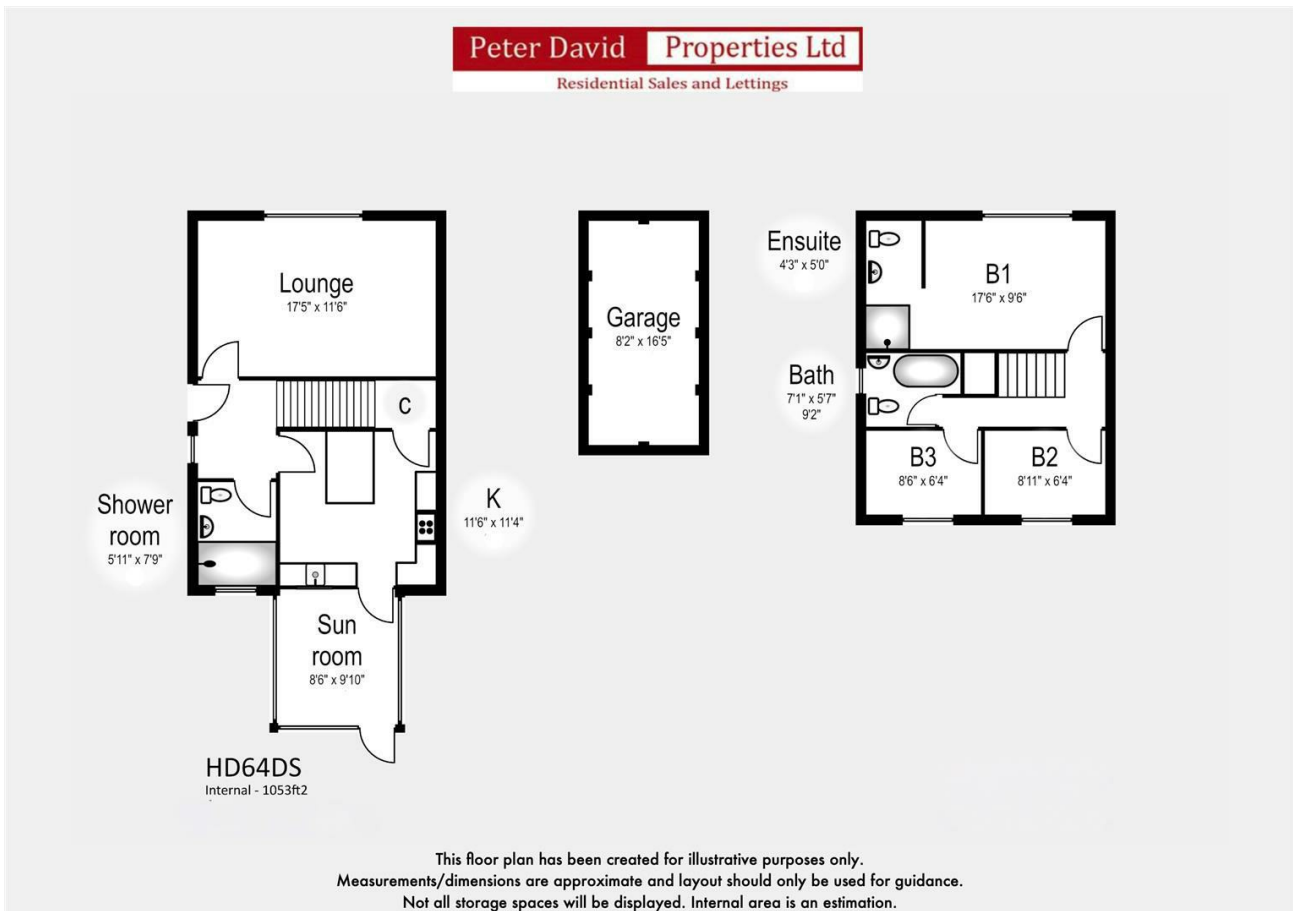 Peter David Properties Ltd
Residential Sales and Lettings
Lounge
17'5" x 11'6"
C
K
11'6" x 11'4"
Shower
room
5'11" x 7'9"
Sun
room
8'6" x 9'10"
Garage
8'2" x 16'5"
Ensuite
4'3" x 5'0"
B1
17'6" x 9'6"
Bath
7'1" x 5'7"
9'2"
B3
8'6" x 6'4"
B2
8'11" x 6'4"
HD64DS
Internal - 1053ft2
This floor plan has been created for illustrative purposes only.
Measurements/dimensions are approximate and layout should only be used for guidance.
Not all storage spaces will be displayed. Internal area is an estimation.